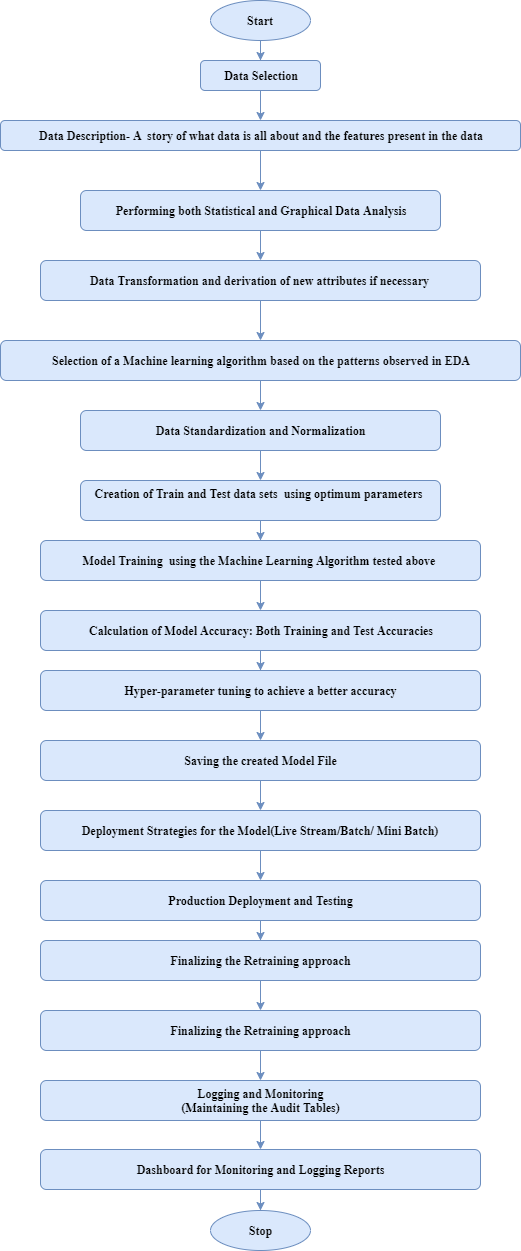 Start
Data Selection
Data Description- A  story of what data is all about and the features present in the data
Performing both Statistical and Graphical Data Analysis
Data Transformation and derivation of new attributes if necessary
Selection of a Machine learning algorithm based on the patterns observed in EDA
Data Standardization and Normalization
Creation of Train and Test data sets  using optimum parameters
Model Training  using the Machine Learning Algorithm tested above
Calculation of Model Accuracy: Both Training and Test Accuracies
Hyper-parameter tuning to achieve a better accuracy
Saving the created Model File
Deployment Strategies for the Model(Live Stream/Batch/ Mini Batch)
Production Deployment and Testing
Finalizing the Retraining approach
Finalizing the Retraining approach
Logging and Monitoring
(Maintaining the Audit Tables)
Dashboard for Monitoring and Logging Reports
Stop